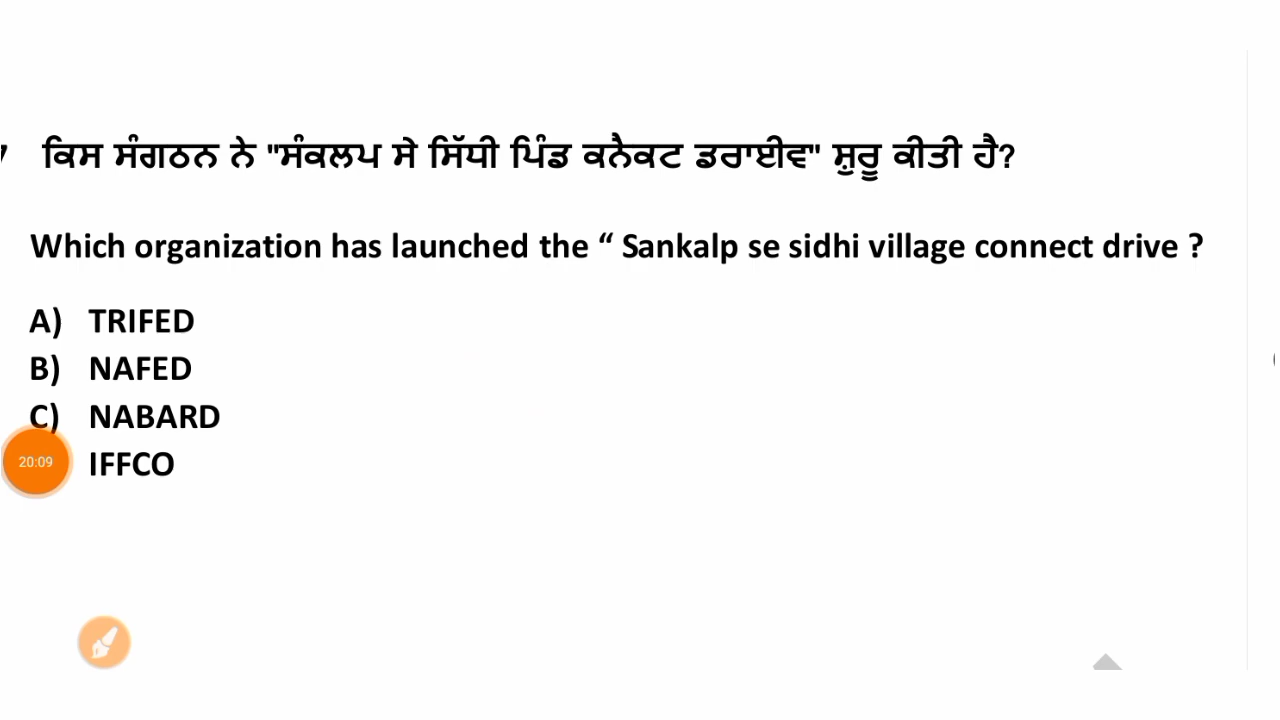 7 ਕਿਸ ਸੰਗਠਨ ਨੇ "ਸੰਕਲਪ ਸੇ ਸਿੱਧੀ ਪਿੰਡ ਕਨੈਕਟ ਡਰਾਈਵ" ਸ਼ੁਰੂ ਕੀਤੀ ਹੈ?
Which organization has launched the “ Sankalp se sidhi village connect drive ?
A) TRIFED
B) NAFED
C) NABARD
IFFCO
20:09